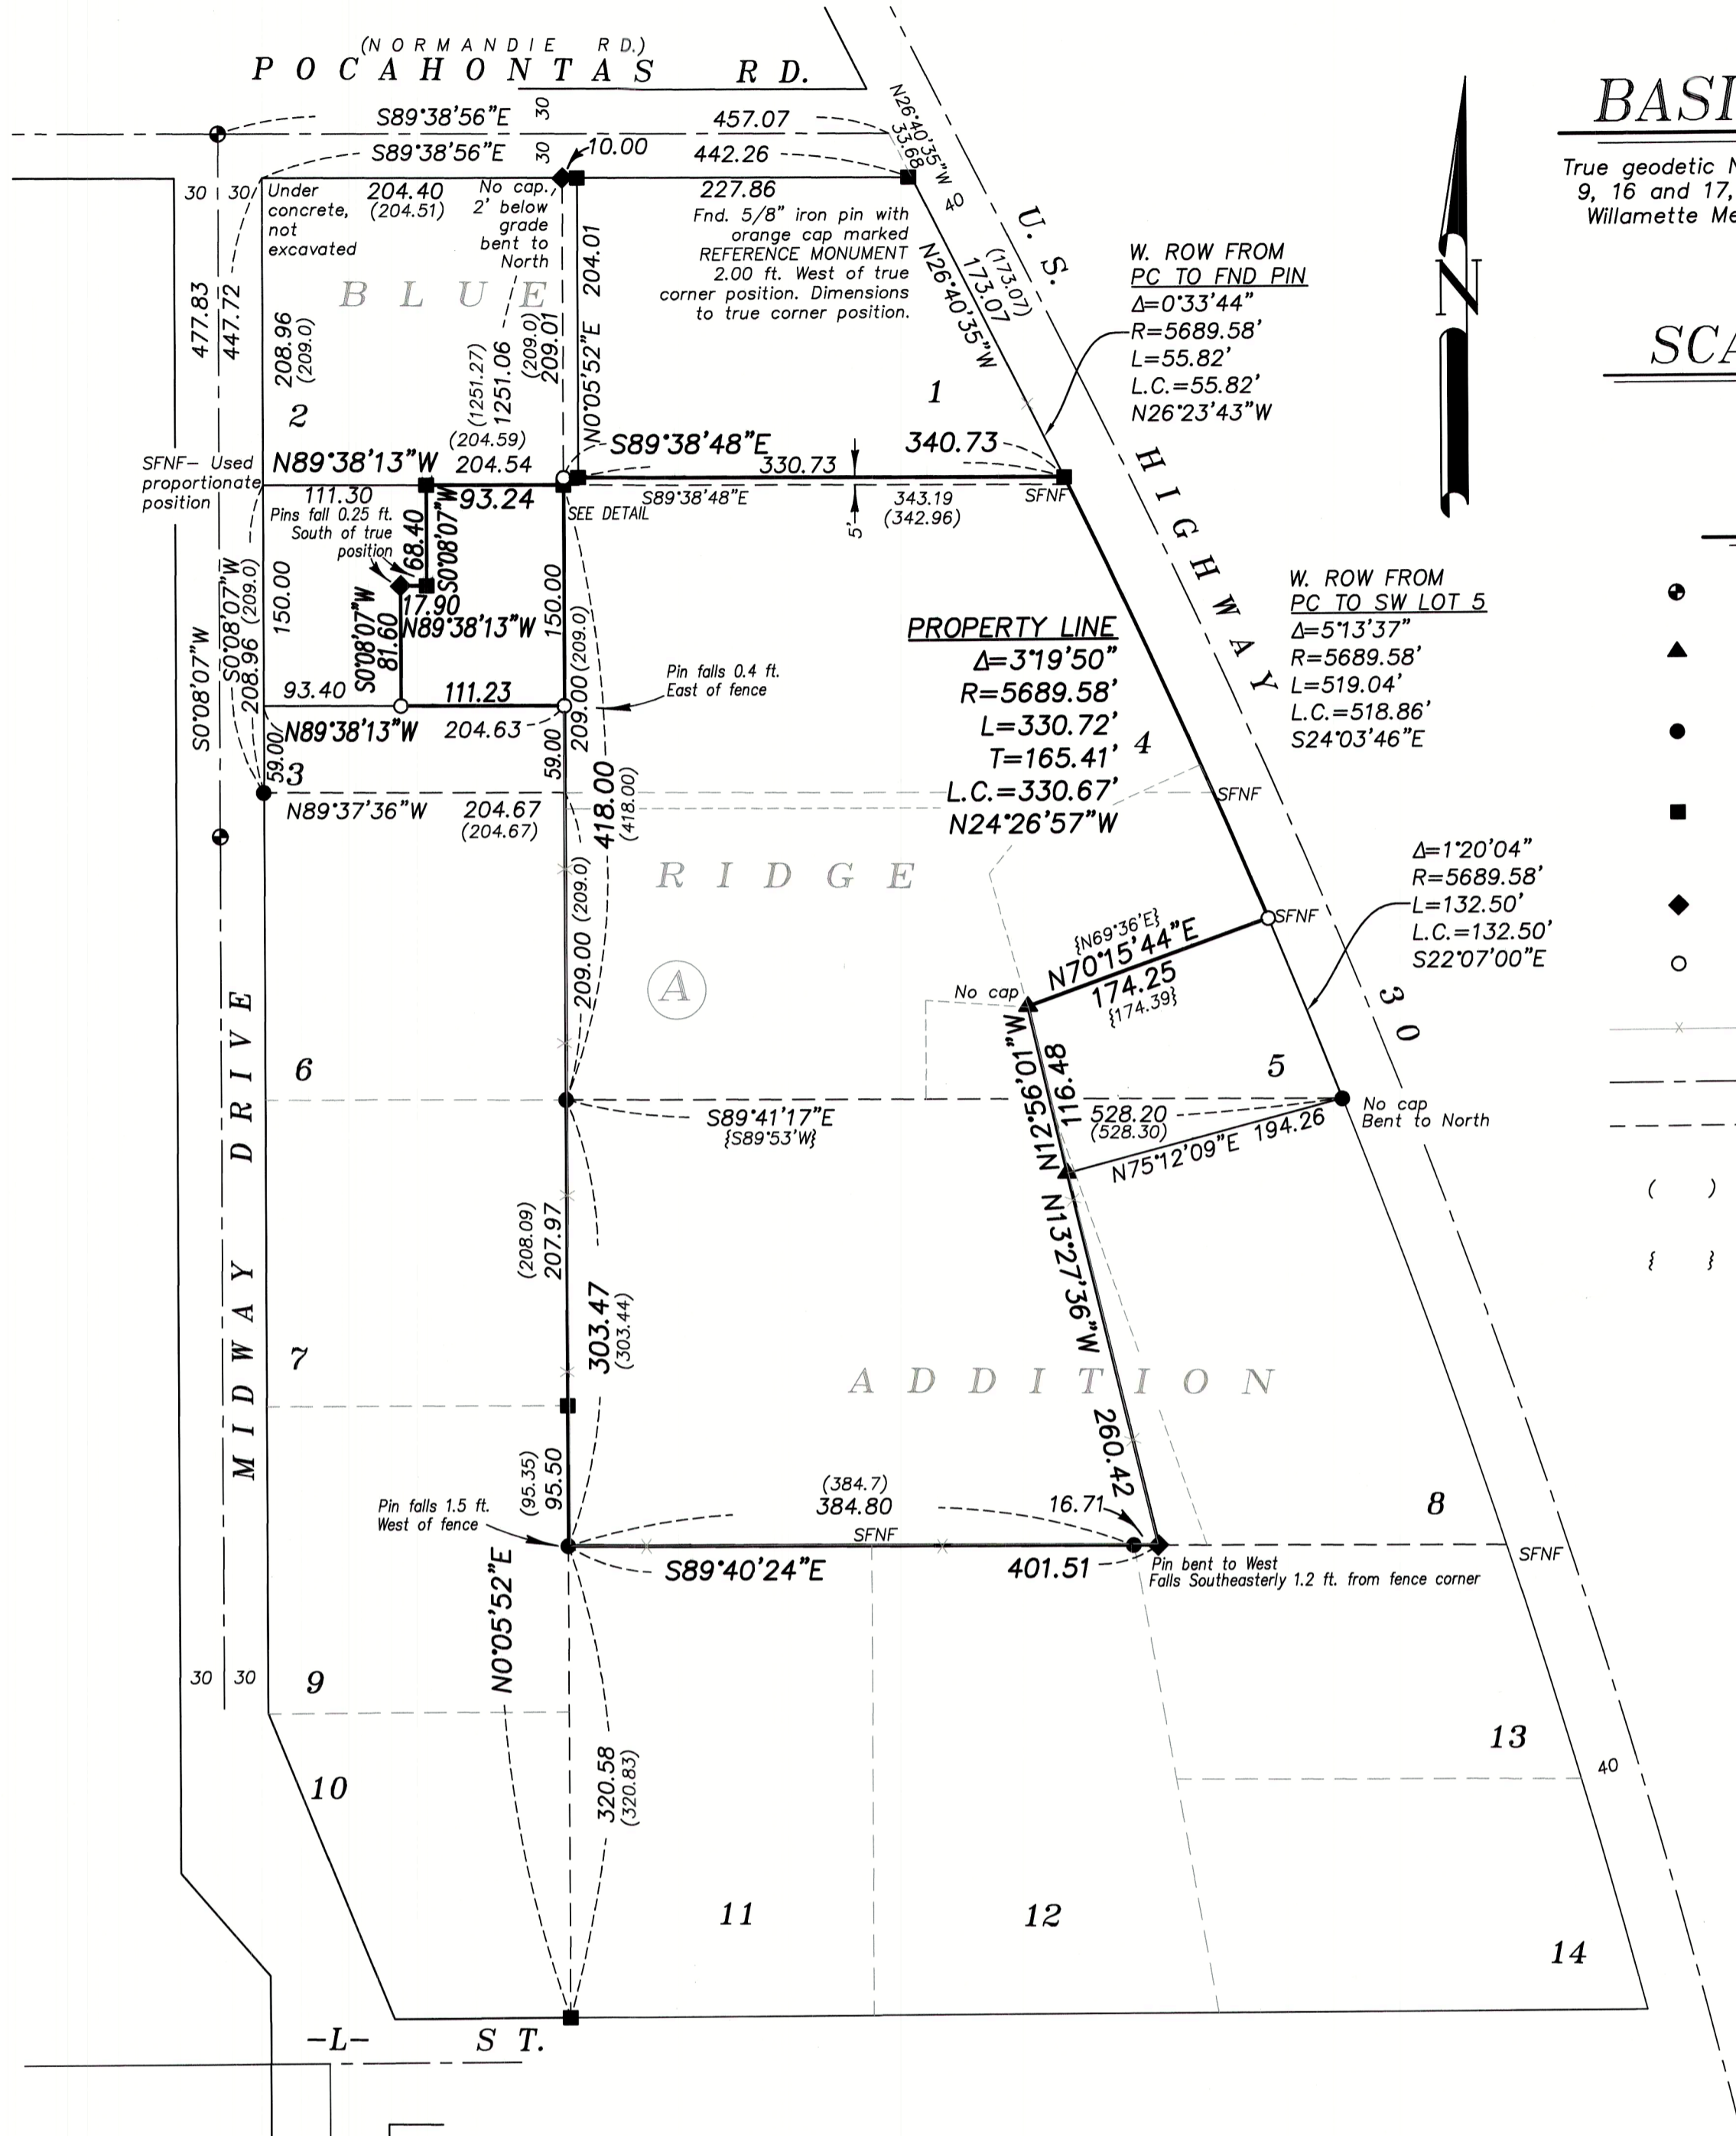 (NORMANDIE RD.)
POCAHONTAS RD.
S89°38'56"E
30
457.07
S89°38'56"E
30
10.00
442.26
N26°40'35"W
33.68
40
30
30
Under
concrete,
not
excavated
204.40
(204.51)
No cap.
2' below
grade
bent to
North
227.86
Fnd. 5/8" iron pin with
orange cap marked
REFERENCE MONUMENT
2.00 ft. West of true
corner position. Dimensions
to true corner position.
N26°40'35"W
173.07
(173.07)
U. S. HIGHWAY 30
W. ROW FROM
PC TO FND PIN
Δ=0°33'44"
R=5689.58'
L=55.82'
L.C.=55.82'
N26°23'43"W
N
BASI
True geodetic N
9, 16 and 17,
Willamette Me
SCA
BLUE
477.83
447.72
208.96
(209.0)
(1251.27)
1251.06
(209.0)
209.01
N0°05'52"E 204.01
2
1
(204.59)
SFNF- Used
proportionate
position
N89°38'13"W 204.54
S89°38'48"E
340.73
330.73
111.30
93.24
S89°38'48"E
343.19
(342.96)
5'
SFNF
SEE DETAIL
Pins fall 0.25 ft.
South of true
position
68.40
S0°08'07"W
17.90
N89°38'13"W
S0°08'07"W
81.60
S0°08'07"W
S0°08'07"W
208.96 (209.0)
150.00
150.00
209.00 (209.0)
93.40
111.23
N89°38'13"W 204.63
59.00
59.00
3
Pin falls 0.4 ft.
East of fence
PROPERTY LINE
Δ=3°19'50"
R=5689.58'
L=330.72'
T=165.41'
L.C.=330.67'
N24°26'57"W
4
W. ROW FROM
PC TO SW LOT 5
Δ=5°13'37"
R=5689.58'
L=519.04'
L.C.=518.86'
S24°03'46"E
N89°37'36"W 204.67
(204.67)
418.00
(418.00)
SFNF
Δ=1°20'04"
R=5689.58'
L=132.50'
L.C.=132.50'
S22°07'00"E
RIDGE
209.00 (209.0)
A
SFNF
{N69°36'E}
N70°15'44"E
174.25
{174.39}
No cap
N12°56'01"W
116.48
5
6
MIDWAY DRIVE
S89°41'17"E
{S89°53'W}
528.20
(528.30)
No cap
Bent to North
N75°12'09"E 194.26
( )
{ }
(208.09)
207.97
N13°27'36"W
260.42
303.47
(303.44)
7
ADDITION
(95.35)
95.50
Pin falls 1.5 ft.
West of fence
(384.7)
384.80
SFNF
16.71
8
S89°40'24"E
401.51
Pin bent to West
Falls Southeasterly 1.2 ft. from fence corner
SFNF
N0°05'52"E
30
30
9
10
320.58
(320.83)
13
40
11
12
14
-L- ST.